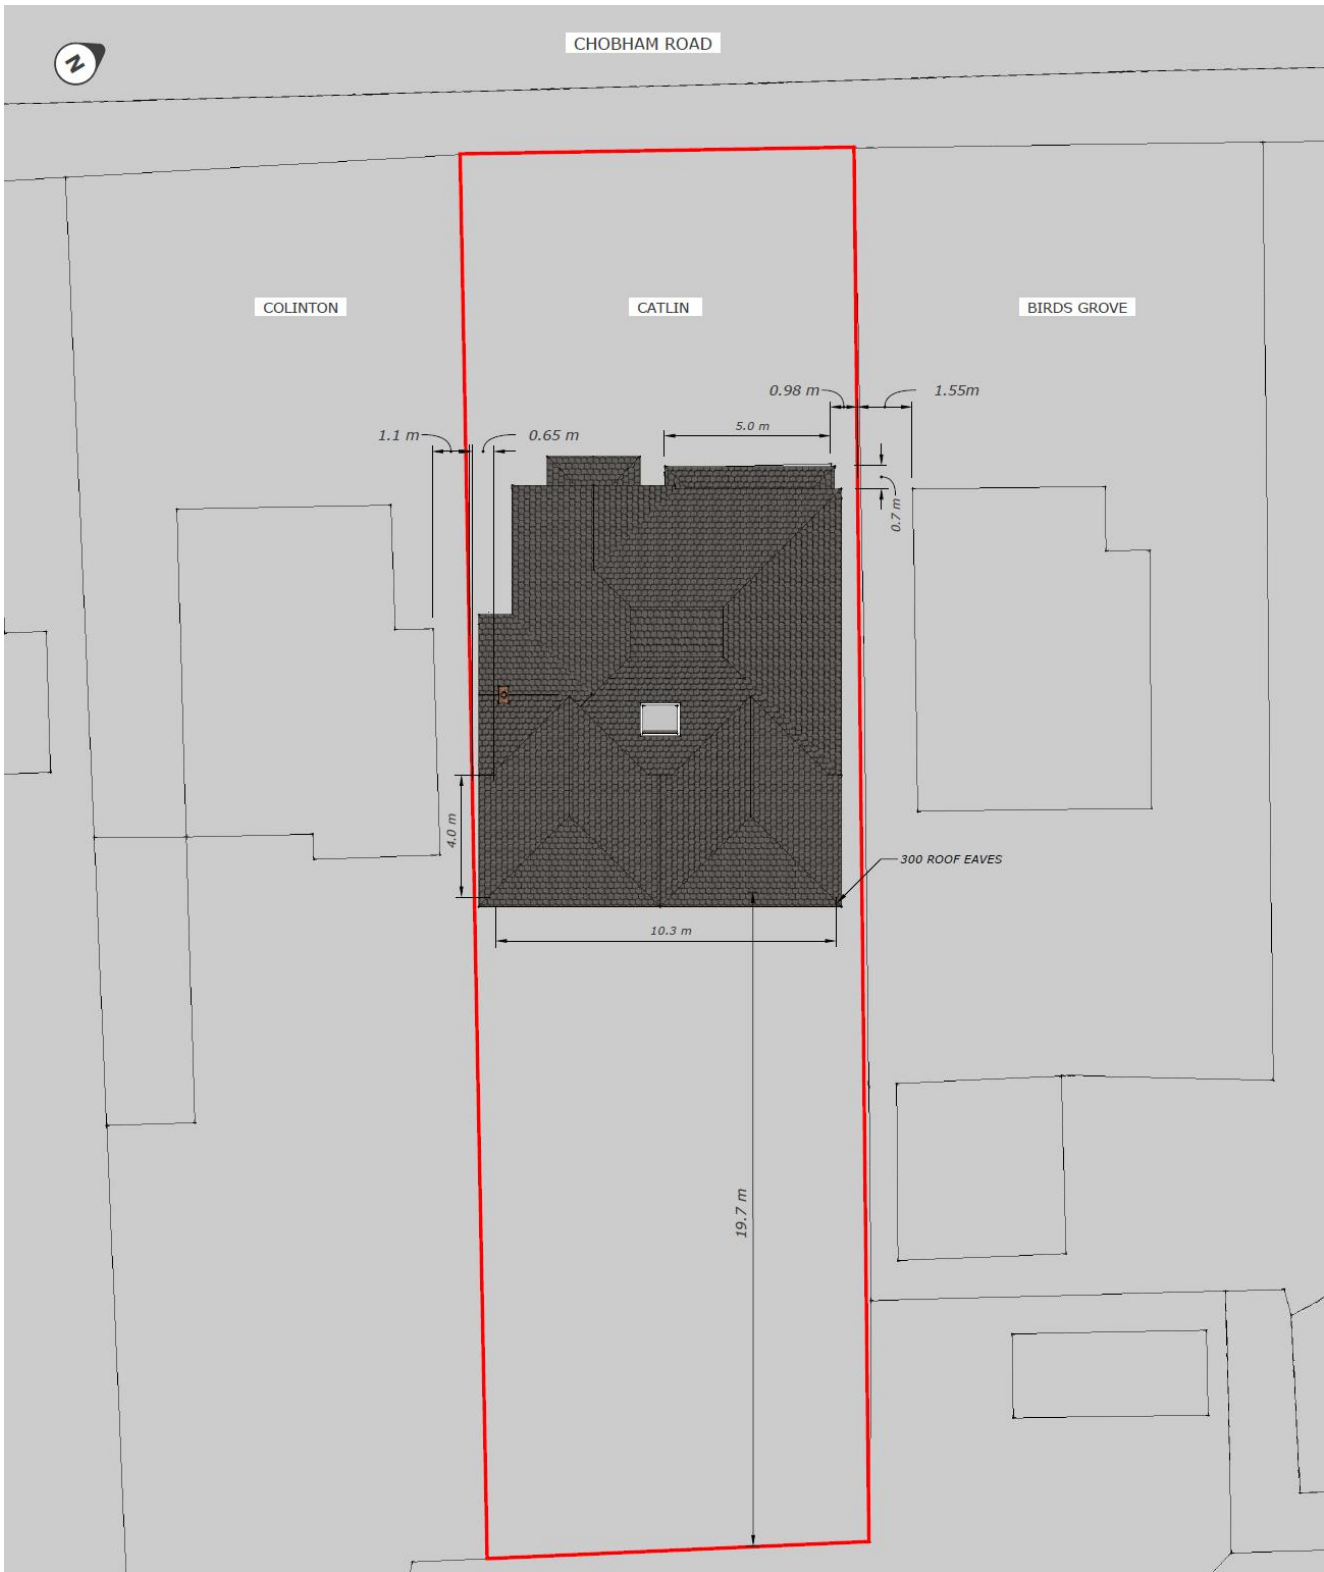 CHOBHAM ROAD
N
COLINTON
CATLIN
BIRDS GROVE
0.98 m
1.55m
1.1 m
0.65 m
5.0 m
0.7 m
4.0 m
300 ROOF EAVES
10.3 m
19.7 m